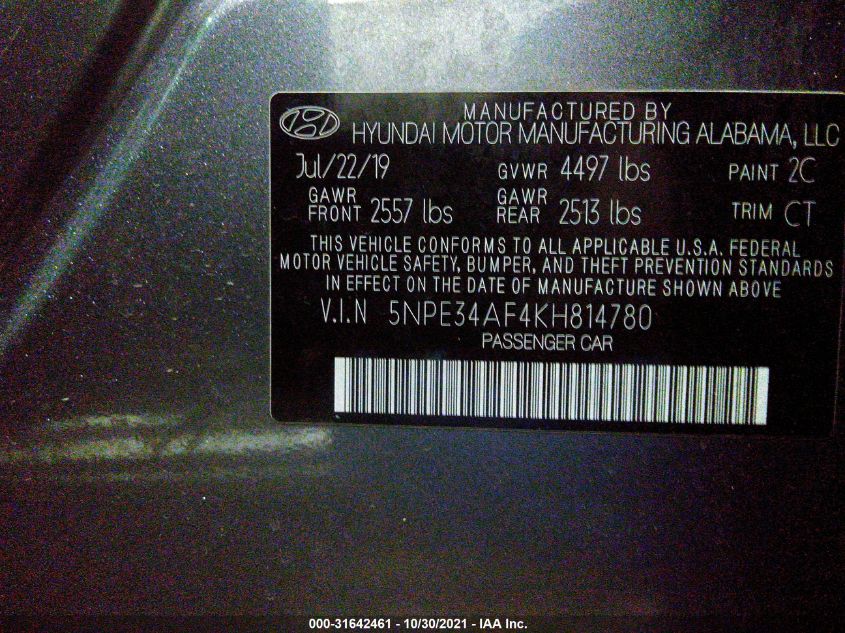 MANUFACTURED BY
HYUNDAI MOTOR MANUFACTURING ALABAMA, LLC
Jul/22/19 GVWR 4497 lbs PAINT 2C
GAWR FRONT 2557 lbs GAWR REAR 2513 lbs TRIM CT
THIS VEHICLE CONFORMS TO ALL APPLICABLE U.S.A. FEDERAL
MOTOR VEHICLE SAFETY, BUMPER, AND THEFT PREVENTION STANDARDS
IN EFFECT ON THE DATE OF MANUFACTURE SHOWN ABOVE
V.I.N 5NPE34AF4KH814780
PASSENGER CAR
000-31642461 - 10/30/2021 - IAA Inc.